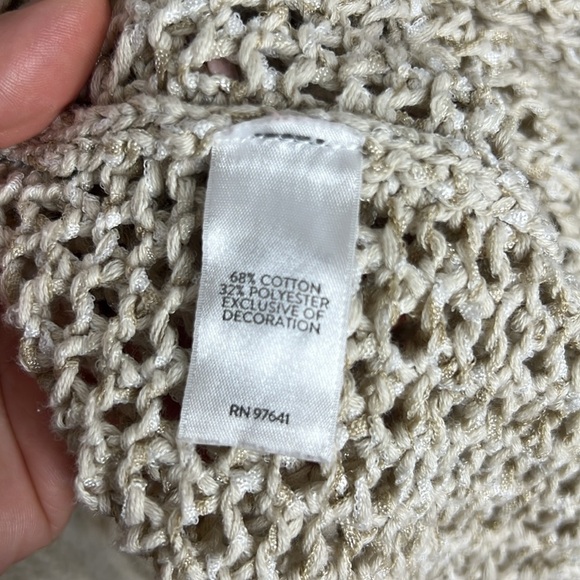 68% COTTON
32% POLYESTER
EXCLUSIVE OF
DECORATION
RN 97641